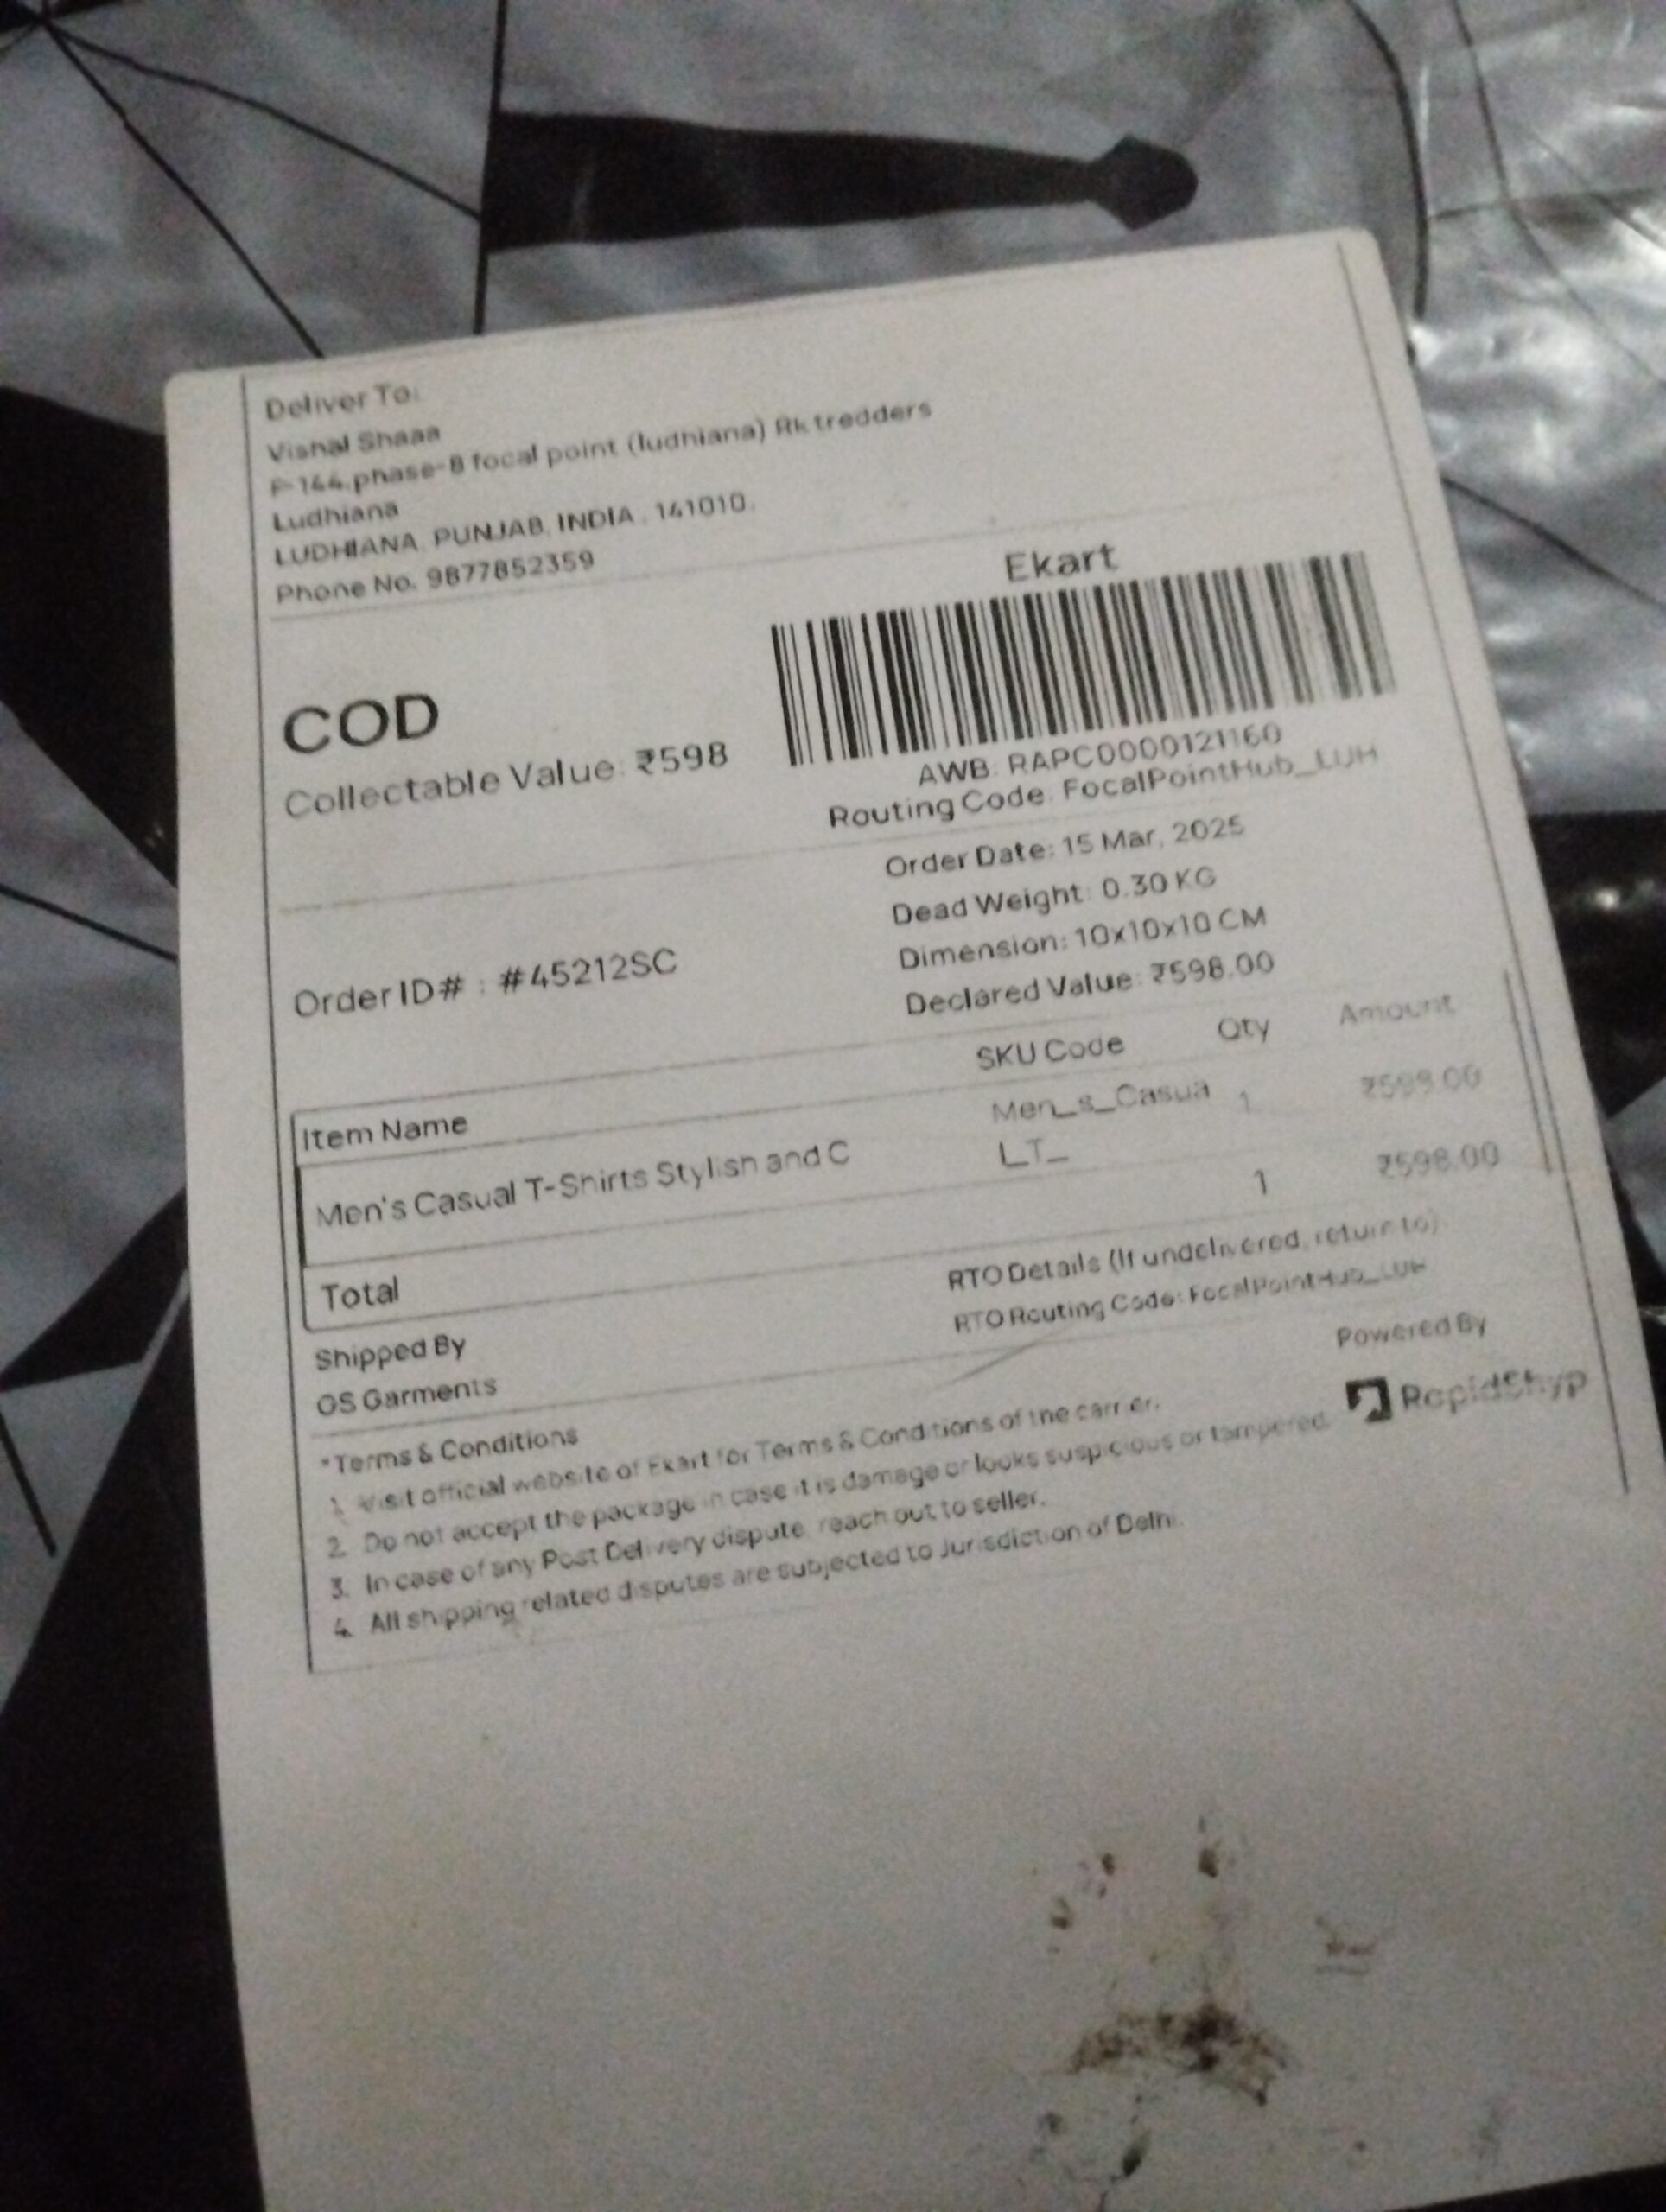 Deliver To:
Vishal Shaaa
F-144, phase-8 focal point (ludhiana) Rk tredders
Ludhiana
LUDHIANA, PUNJAB, INDIA, 141010.
Phone No. 9877852359
Ekart
COD
Collectable Value: ₹598
AWB: RAPC0000121160
Routing Code: FocalPointHub_LUH
Order Date: 15 Mar, 2025
Dead Weight: 0.30 KG
Dimension: 10x10x10 CM
Declared Value: ₹598.00
Order ID# : #45212SC
Item Name SKU Code Qty Amount
Men's Casual T-Shirts Stylish and C Men_s_Casua 1 ₹598.00
LT_
Total 1 ₹598.00
Shipped By
OS Garments
RTO Details (If undelivered, return to)
RTO Routing Code: FocalPointHub_LUH
Powered By
RapidShyp
*Terms & Conditions
1. Visit official website of Ekart for Terms & Conditions of the carrier.
2. Do not accept the package in case it is damage or looks suspicious or tampered.
3. In case of any Post Delivery dispute, reach out to seller.
4. All shipping related disputes are subjected to Jurisdiction of Delhi.